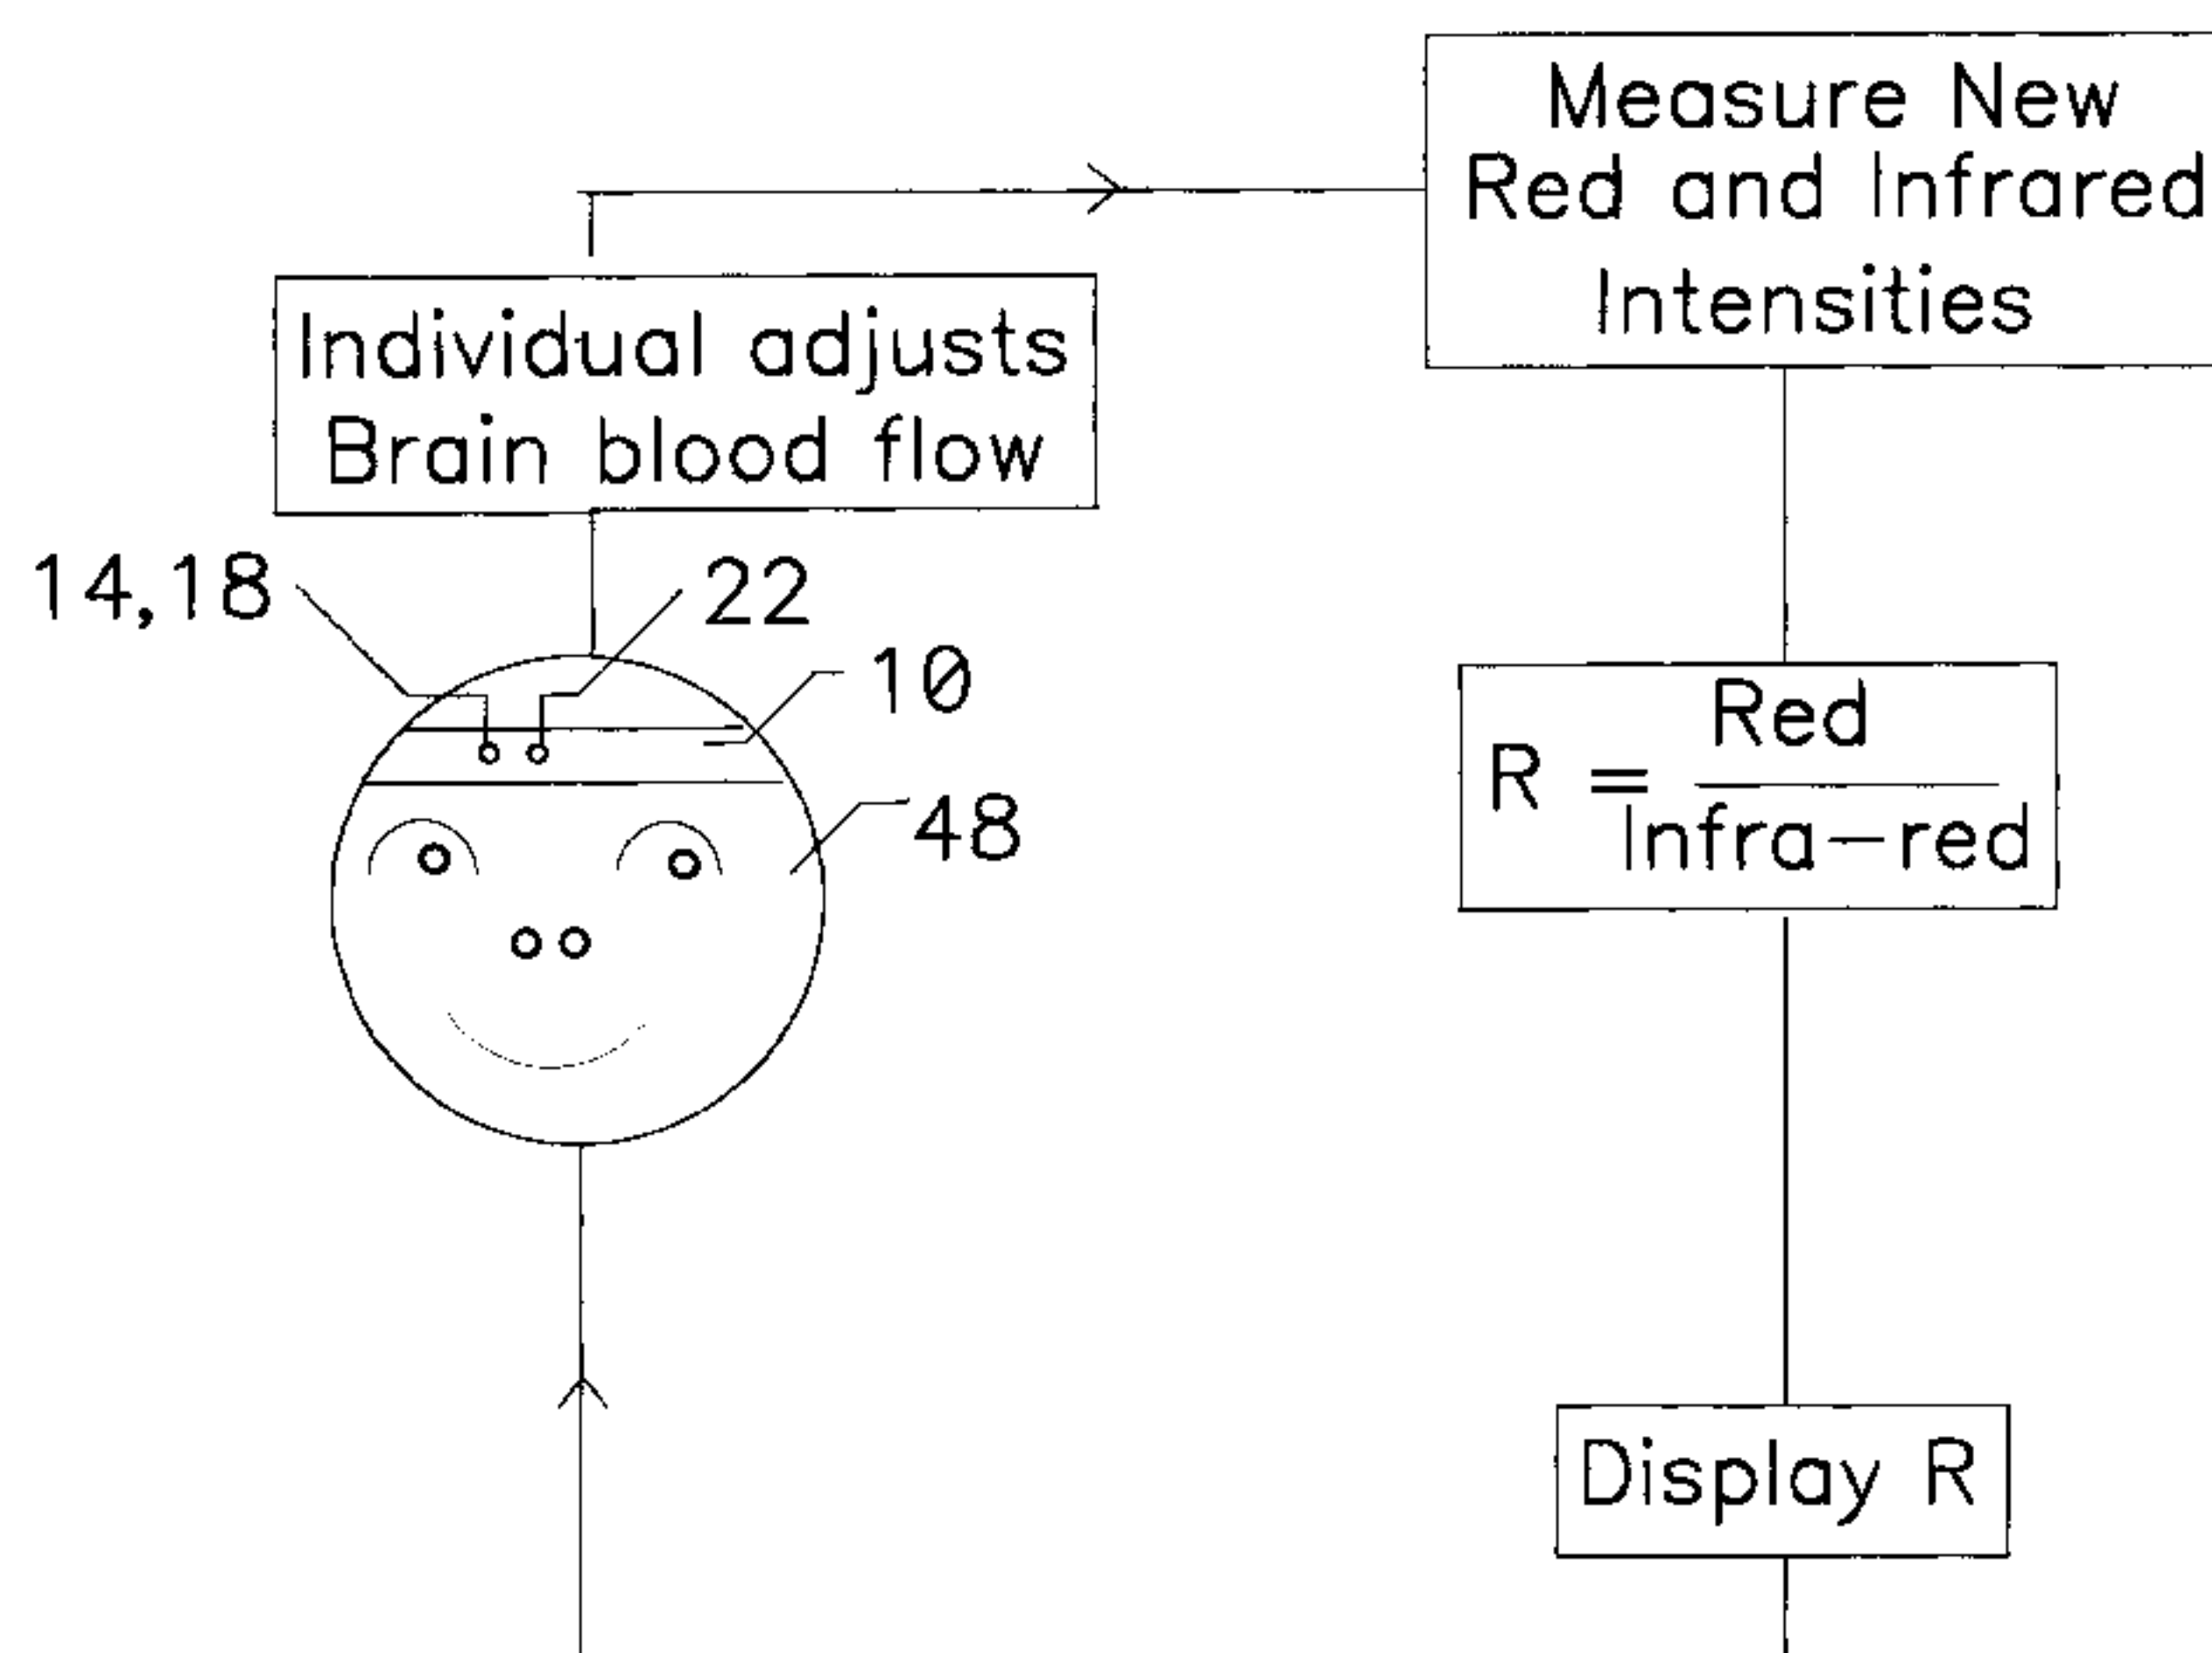 Measure New
Red and Infrared
Intensities
Individual adjusts
Brain blood flow
14,18
22
10
48
Red
R =
Infra-red
Display R